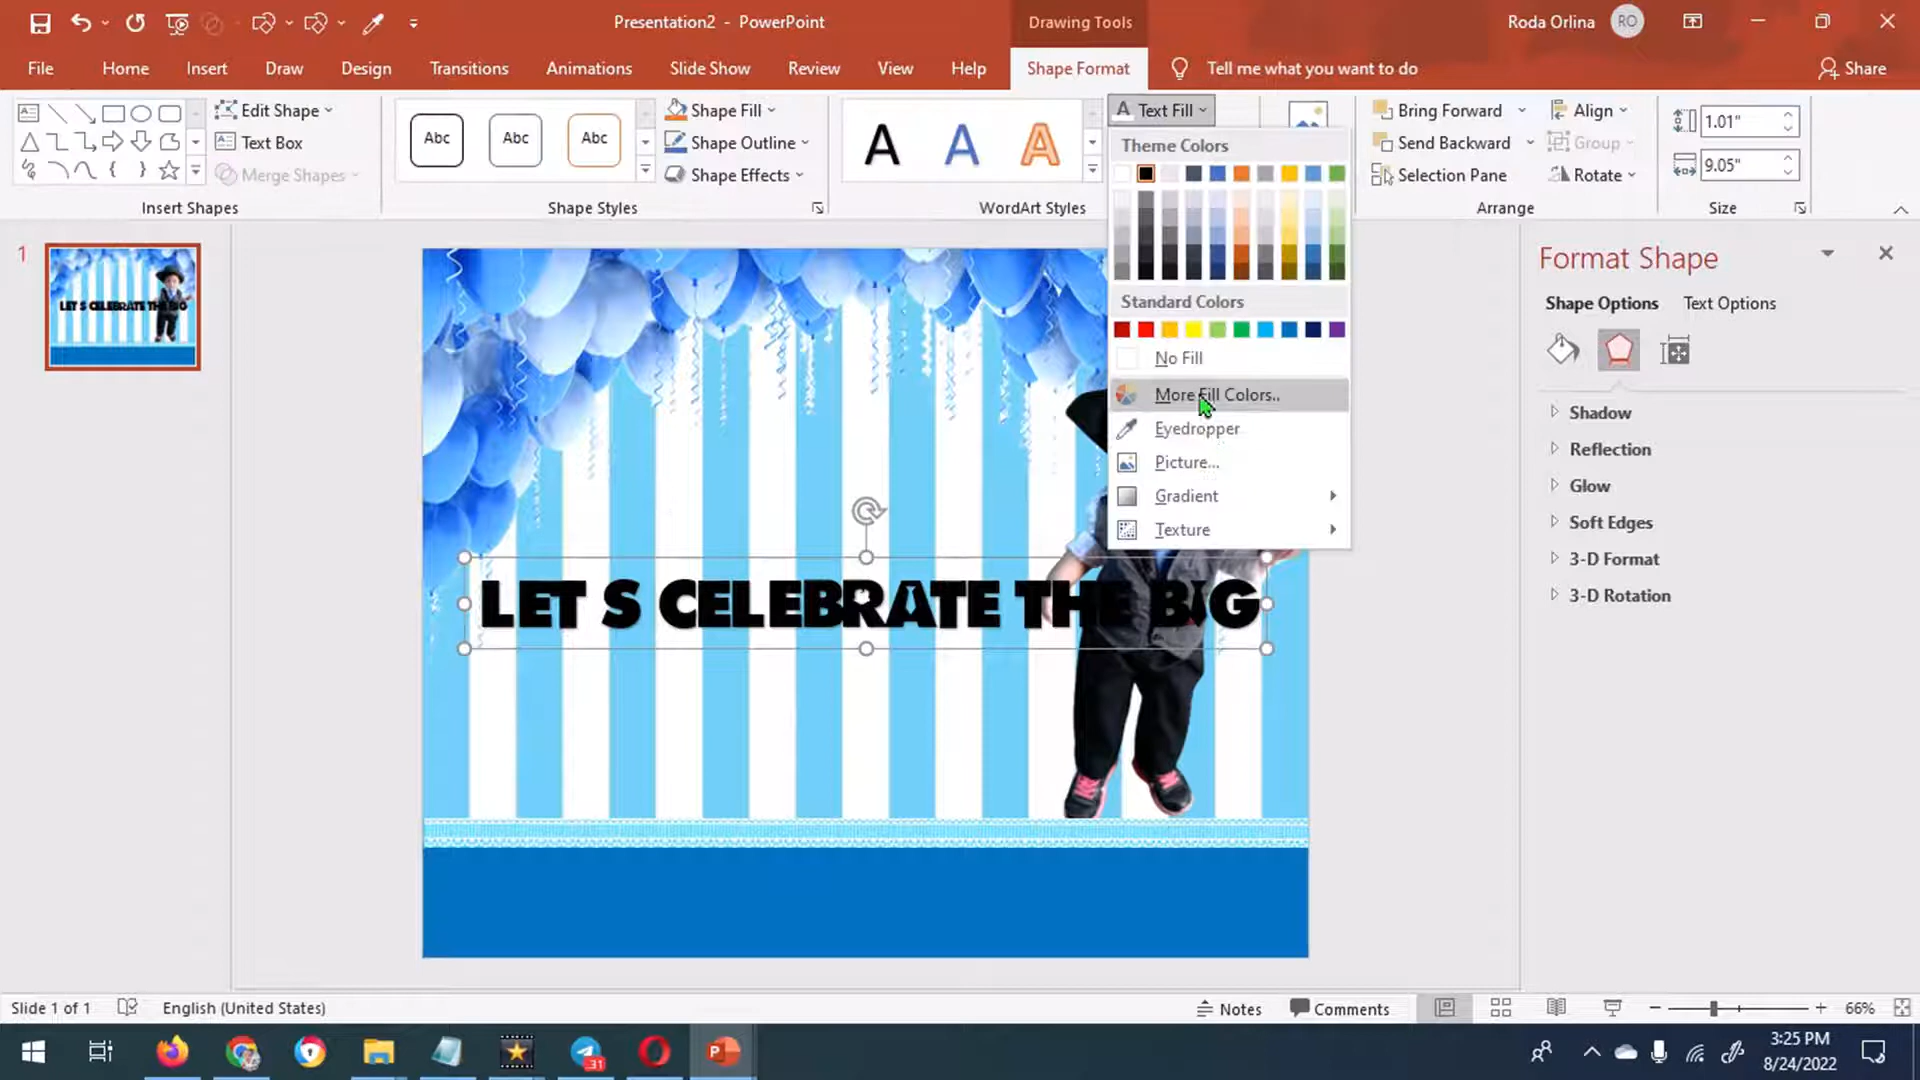 Presentation2 - PowerPoint
Drawing Tools
Roda Orlina
RO
File
Home
Insert
Draw
Design
Transitions
Animations
Slide Show
Review
View
Help
Shape Format
Tell me what you want to do
Share
Edit Shape
Text Box
Merge Shapes
Insert Shapes
Abc
Abc
Abc
Shape Fill
Shape Outline
Shape Effects
Shape Styles
A
A
A
WordArt Styles
A Text Fill
Theme Colors
Standard Colors
No Fill
More Fill Colors..
Eyedropper
Picture...
Gradient
Texture
Bring Forward
Send Backward
Selection Pane
Align
Group
Rotate
Arrange
1.01"
9.05"
Size
1
LET S CELEBRATE THE BIG
LET S CELEBRATE THE BIG
Format Shape
Shape Options
Text Options
Shadow
Reflection
Glow
Soft Edges
3-D Format
3-D Rotation
Slide 1 of 1
English (United States)
Notes
Comments
66%
31
P
3:25 PM
8/24/2022